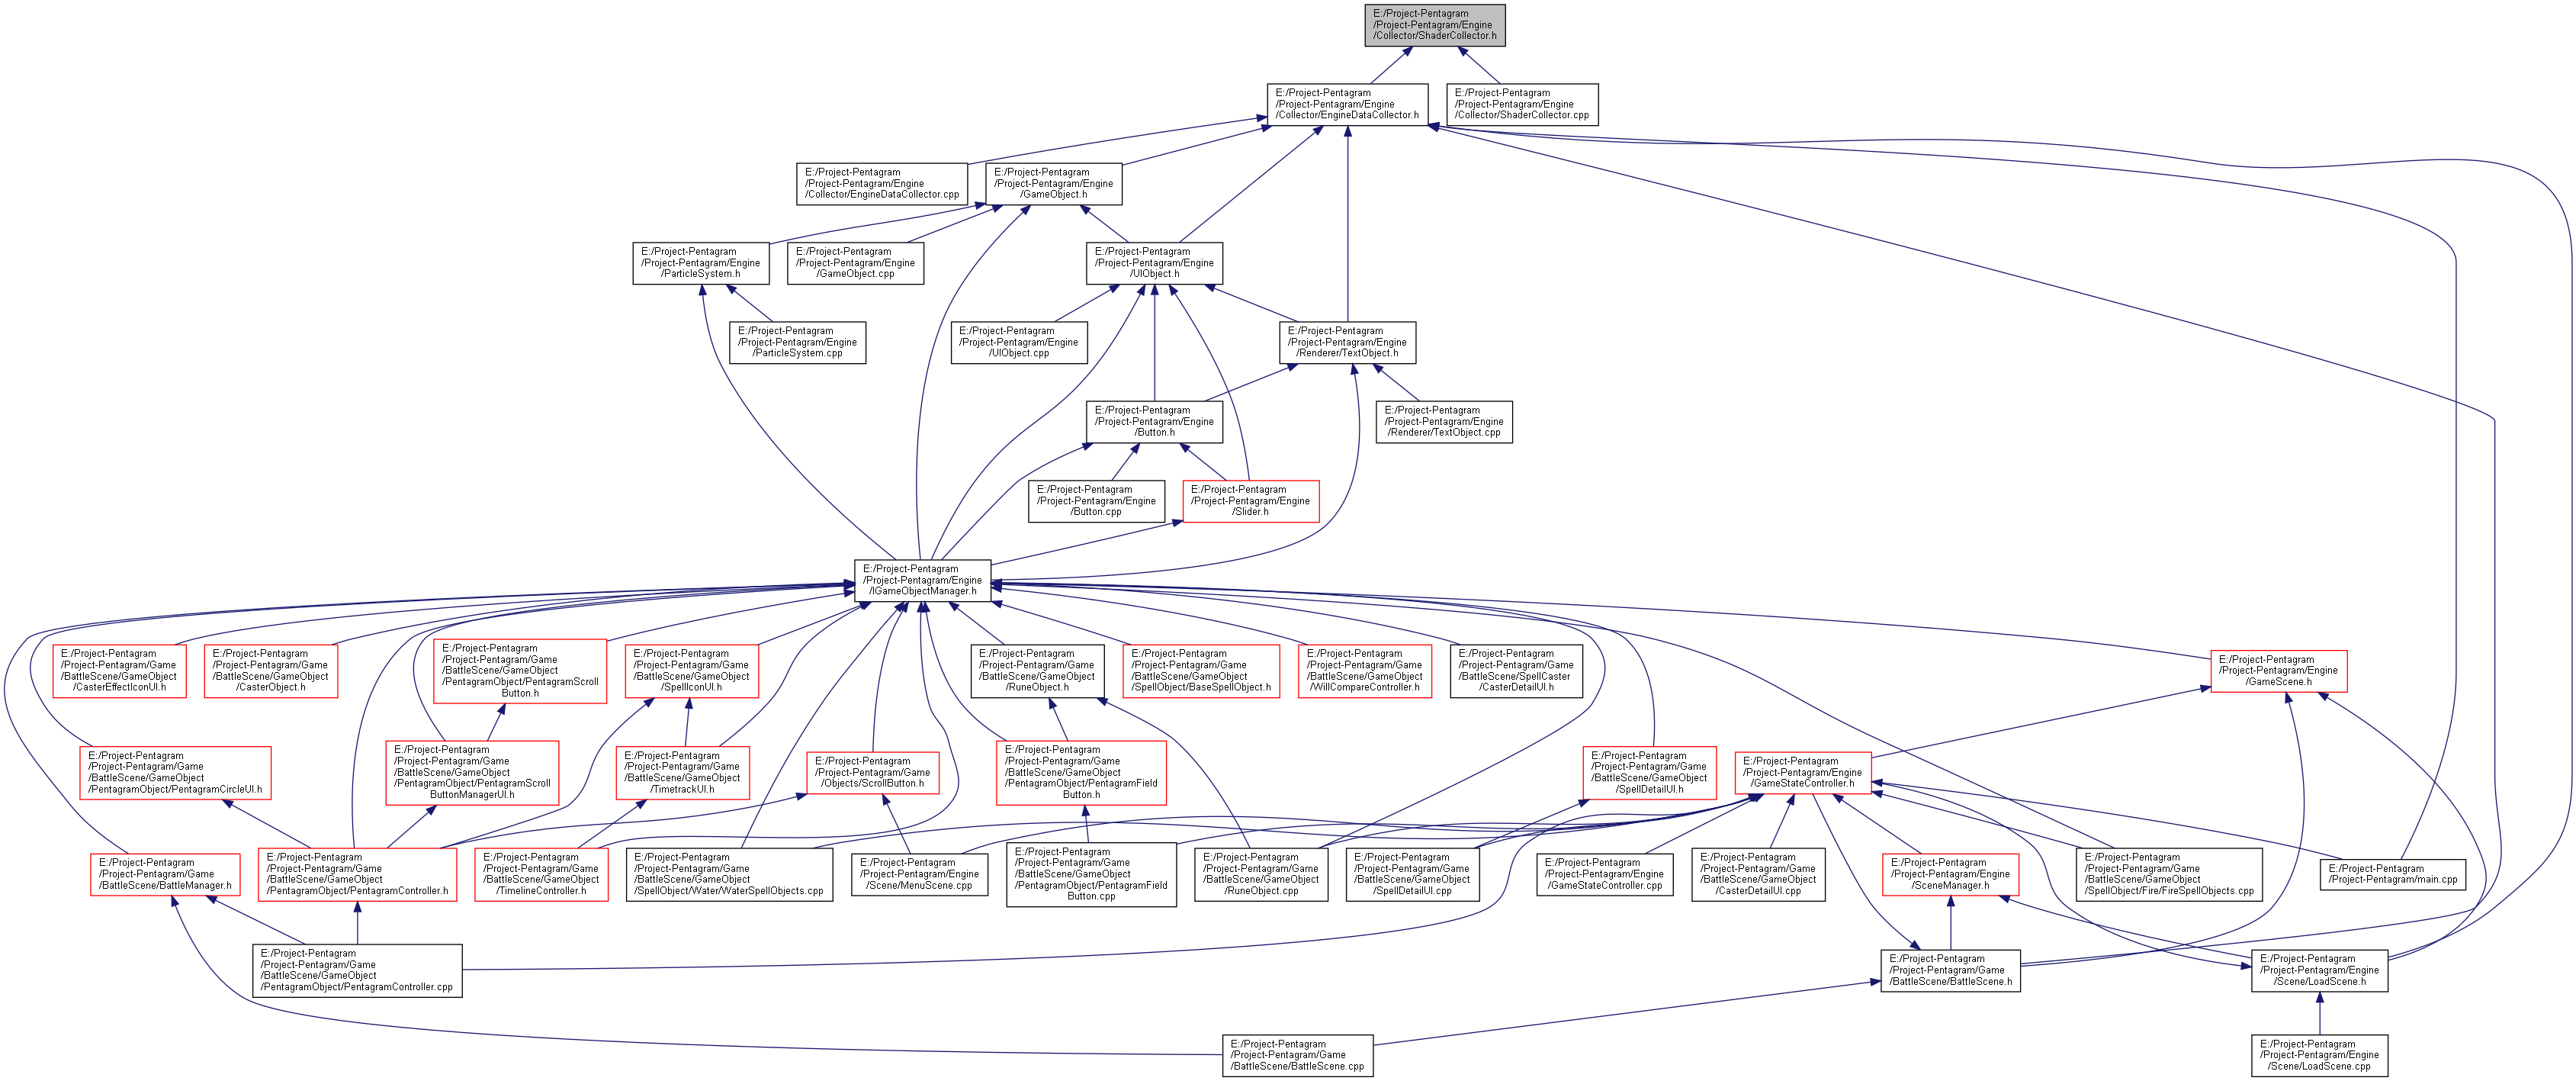 E:/Project-Pentagram
/Project-Pentagram/Engine
/Collector/ShaderCollector.h
E:/Project-Pentagram
/Project-Pentagram/Engine
/Collector/EngineDataCollector.h
E:/Project-Pentagram
/Project-Pentagram/Engine
/Collector/ShaderCollector.cpp
E:/Project-Pentagram
/Project-Pentagram/Engine
/Collector/EngineDataCollector.cpp
E:/Project-Pentagram
/Project-Pentagram/Engine
/GameObject.h
E:/Project-Pentagram
/Project-Pentagram/Engine
/ParticleSystem.h
E:/Project-Pentagram
/Project-Pentagram/Engine
/GameObject.cpp
E:/Project-Pentagram
/Project-Pentagram/Engine
/UIObject.h
E:/Project-Pentagram
/Project-Pentagram/Engine
/ParticleSystem.cpp
E:/Project-Pentagram
/Project-Pentagram/Engine
/UIObject.cpp
E:/Project-Pentagram
/Project-Pentagram/Engine
/Renderer/TextObject.h
E:/Project-Pentagram
/Project-Pentagram/Engine
/Button.h
E:/Project-Pentagram
/Project-Pentagram/Engine
/Renderer/TextObject.cpp
E:/Project-Pentagram
/Project-Pentagram/Engine
/Button.cpp
E:/Project-Pentagram
/Project-Pentagram/Engine
/Slider.h
E:/Project-Pentagram
/Project-Pentagram/Engine
/IGameObjectManager.h
E:/Project-Pentagram
/Project-Pentagram/Game
/BattleScene/GameObject
/CasterEffectIconUI.h
E:/Project-Pentagram
/Project-Pentagram/Game
/BattleScene/GameObject
/CasterObject.h
E:/Project-Pentagram
/Project-Pentagram/Game
/BattleScene/GameObject
/PentagramObject/PentagramScroll
Button.h
E:/Project-Pentagram
/Project-Pentagram/Game
/BattleScene/GameObject
/SpellIconUI.h
E:/Project-Pentagram
/Project-Pentagram/Game
/BattleScene/GameObject
/RuneObject.h
E:/Project-Pentagram
/Project-Pentagram/Game
/BattleScene/GameObject
/SpellObject/BaseSpellObject.h
E:/Project-Pentagram
/Project-Pentagram/Game
/BattleScene/GameObject
/WillCompareController.h
E:/Project-Pentagram
/Project-Pentagram/Game
/BattleScene/SpellCaster
/CasterDetailUI.h
E:/Project-Pentagram
/Project-Pentagram/Engine
/GameScene.h
E:/Project-Pentagram
/Project-Pentagram/Game
/BattleScene/GameObject
/PentagramObject/PentagramCircleUI.h
E:/Project-Pentagram
/Project-Pentagram/Game
/BattleScene/GameObject
/PentagramObject/PentagramScroll
ButtonManagerUI.h
E:/Project-Pentagram
/Project-Pentagram/Game
/BattleScene/GameObject
/TimetrackUI.h
E:/Project-Pentagram
/Project-Pentagram/Game
/Objects/ScrollButton.h
E:/Project-Pentagram
/Project-Pentagram/Game
/BattleScene/GameObject
/PentagramObject/PentagramField
Button.h
E:/Project-Pentagram
/Project-Pentagram/Game
/BattleScene/GameObject
/SpellDetailUI.h
E:/Project-Pentagram
/Project-Pentagram/Engine
/GameStateController.h
E:/Project-Pentagram
/Project-Pentagram/Game
/BattleScene/BattleManager.h
E:/Project-Pentagram
/Project-Pentagram/Game
/BattleScene/GameObject
/PentagramObject/PentagramController.h
E:/Project-Pentagram
/Project-Pentagram/Game
/BattleScene/GameObject
/TimelineController.h
E:/Project-Pentagram
/Project-Pentagram/Game
/BattleScene/GameObject
/SpellObject/Water/WaterSpellObjects.cpp
E:/Project-Pentagram
/Project-Pentagram/Engine
/Scene/MenuScene.cpp
E:/Project-Pentagram
/Project-Pentagram/Game
/BattleScene/GameObject
/PentagramObject/PentagramField
Button.cpp
E:/Project-Pentagram
/Project-Pentagram/Game
/BattleScene/GameObject
/RuneObject.cpp
E:/Project-Pentagram
/Project-Pentagram/Game
/BattleScene/GameObject
/SpellDetailUI.cpp
E:/Project-Pentagram
/Project-Pentagram/Engine
/GameStateController.cpp
E:/Project-Pentagram
/Project-Pentagram/Game
/BattleScene/GameObject
/CasterDetailUI.cpp
E:/Project-Pentagram
/Project-Pentagram/Engine
/SceneManager.h
E:/Project-Pentagram
/Project-Pentagram/Game
/BattleScene/GameObject
/SpellObject/Fire/FireSpellObjects.cpp
E:/Project-Pentagram
/Project-Pentagram/main.cpp
E:/Project-Pentagram
/Project-Pentagram/Game
/BattleScene/GameObject
/PentagramObject/PentagramController.cpp
E:/Project-Pentagram
/Project-Pentagram/Game
/BattleScene/BattleScene.h
E:/Project-Pentagram
/Project-Pentagram/Engine
/Scene/LoadScene.h
E:/Project-Pentagram
/Project-Pentagram/Game
/BattleScene/BattleScene.cpp
E:/Project-Pentagram
/Project-Pentagram/Engine
/Scene/LoadScene.cpp